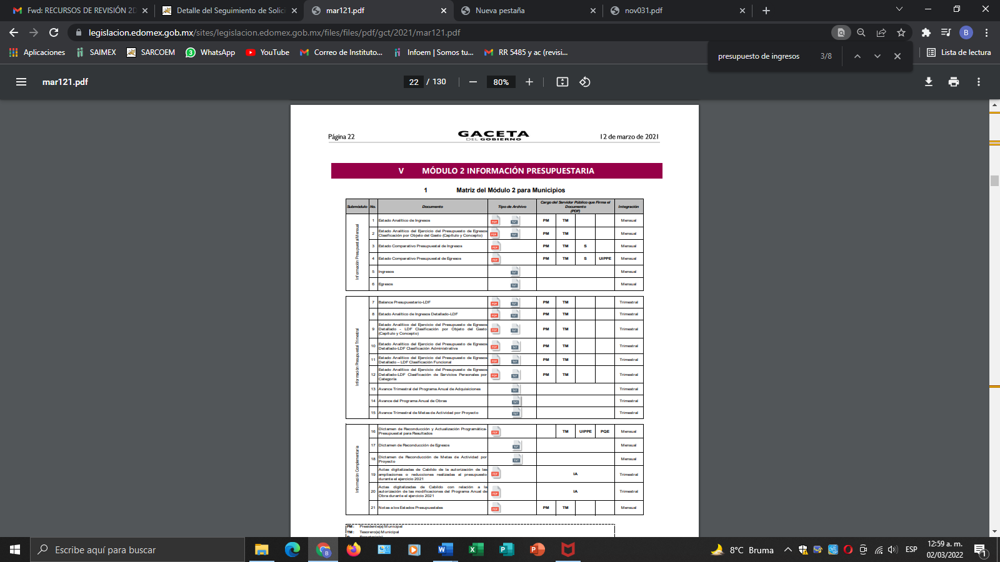 Fwd: RECURSOS DE REVISIÓN 2D
Detalle del Seguimiento de Solici
mar121.pdf
Nueva pestaña
nov031.pdf
legislacion.edomex.gob.mx/sites/legislacion.edomex.gob.mx/files/files/pdf/gct/2021/mar121.pdf
B
Aplicaciones
SAIMEX
SARCOEM
3
WhatsApp
YouTube
Correo de Instituto...
Infoem | Somos tu...
RR 5485 y ac (revisi...
presupuesto de ingresos
3/8
Lista de lectura
mar121.pdf
22 / 130
80%
Página 22
GACETA
DEL GOBIERNO
12 de marzo de 2021
V MÓDULO 2 INFORMACIÓN PRESUPUESTARIA
1 Matriz del Módulo 2 para Municipios
Submódulo No. Documento Tipo de Archivo Cargo del Servidor Público que Firma el Documento (PDF) Integración
Información Presupuestal Mensual
1 Estado Analítico de Ingresos PDF TXT PM TM Mensual
2 Estado Analítico del Ejercicio del Presupuesto de Egresos Clasificación por Objeto del Gasto (Capítulo y Concepto) PDF TXT PM TM Mensual
3 Estado Comparativo Presupuestal de Ingresos PDF PM TM S Mensual
4 Estado Comparativo Presupuestal de Egresos PDF PM TM S UIPPE Mensual
5 Ingresos TXT Mensual
6 Egresos TXT Mensual
Información Presupuestal Trimestral
7 Balance Presupuestario-LDF PDF TXT PM TM Trimestral
8 Estado Analítico de Ingresos Detallado-LDF PDF TXT PM TM Trimestral
9 Estado Analítico del Ejercicio del Presupuesto de Egresos Detallado - LDF Clasificación por Objeto del Gasto (Capítulo y Concepto) PDF TXT PM TM Trimestral
10 Estado Analítico del Ejercicio del Presupuesto de Egresos Detallado-LDF Clasificación Administrativa PDF TXT PM TM Trimestral
11 Estado Analítico del Ejercicio del Presupuesto de Egresos Detallado – LDF Clasificación Funcional PDF TXT PM TM Trimestral
12 Estado Analítico del Ejercicio del Presupuesto de Egresos Detallado-LDF Clasificación de Servicios Personales por Categoría PDF TXT PM TM Trimestral
13 Avance Trimestral del Programa Anual de Adquisiciones TXT Trimestral
14 Avance del Programa Anual de Obras TXT Trimestral
15 Avance Trimestral de Metas de Actividad por Proyecto TXT Trimestral
Información Complementaria
16 Dictamen de Reconducción y Actualización Programática-Presupuestal para Resultados PDF TM UIPPE PQE Mensual
17 Dictamen de Reconducción de Egresos TXT Mensual
18 Dictamen de Reconducción de Metas de Actividad por Proyecto TXT Mensual
19 Actas digitalizadas de Cabildo de la autorización de las ampliaciones o reducciones realizadas al presupuesto durante el ejercicio 2021 PDF IA Trimestral
20 Actas digitalizadas de Cabildo con relación a la autorización de las modificaciones del Programa Anual de Obra durante el ejercicio 2021 PDF IA Trimestral
21 Notas a los Estados Presupuestales PDF PM TM Mensual
PM: Presidente(a) Municipal
TM: Tesorero(a) Municipal
Escribe aquí para buscar
8°C Bruma
ESP
12:59 a. m.
02/03/2022
1